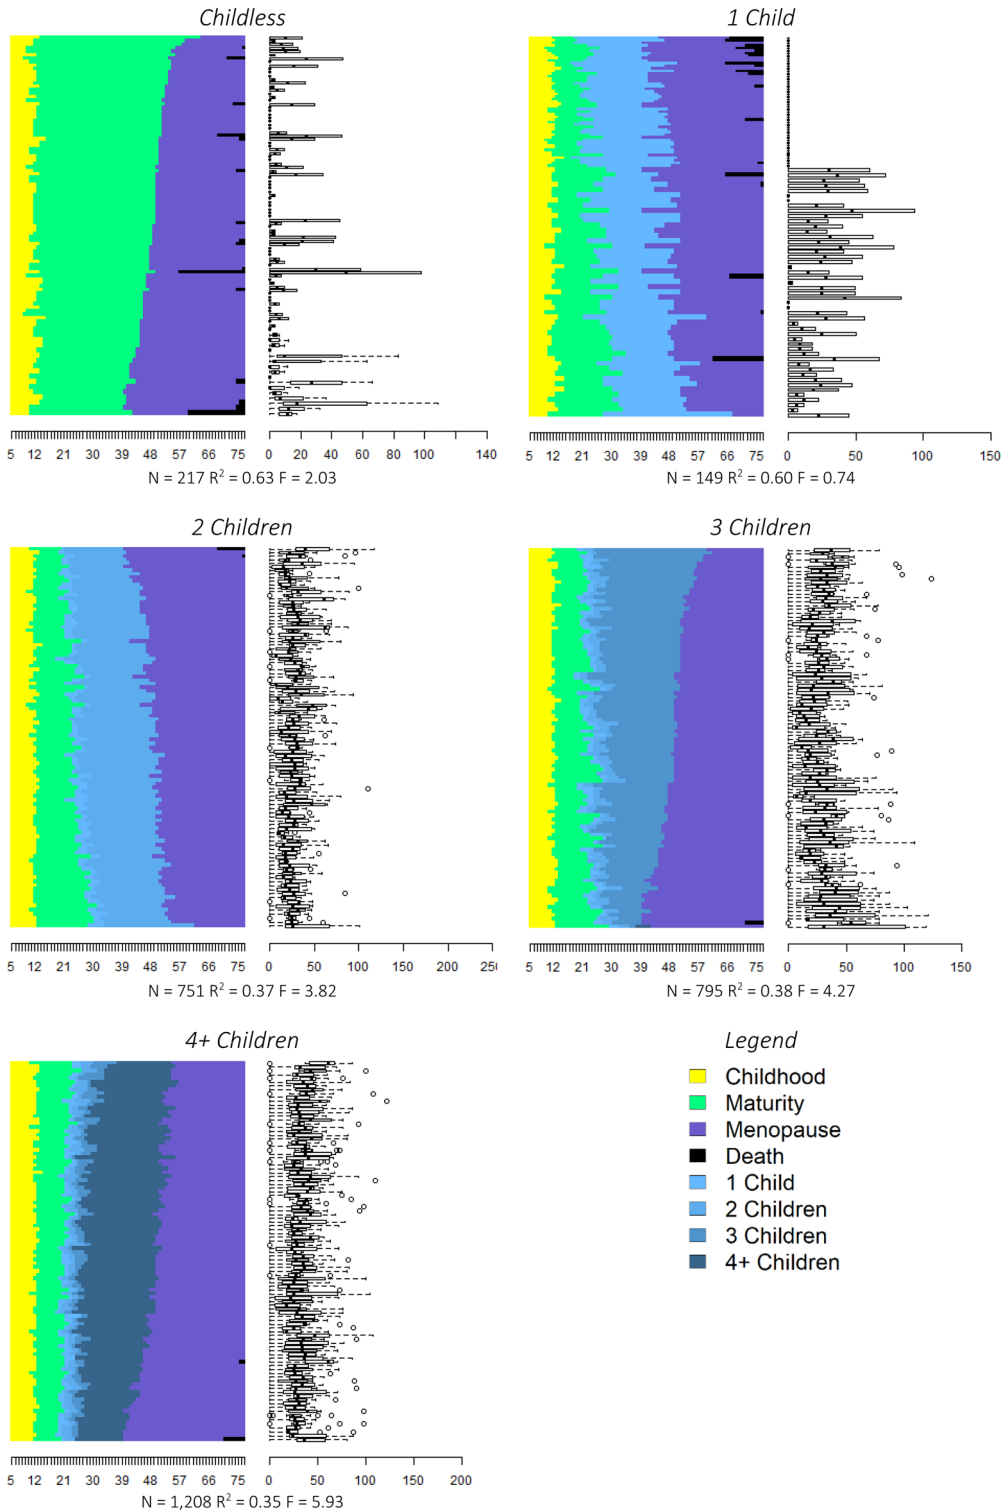 Childless
1 Child
5 12 21 30 39 48 57 66 75
0 20 40 60 80 100 140
5 12 21 30 39 48 57 66 75
0 50 100 150
N = 217 R² = 0.63 F = 2.03
N = 149 R² = 0.60 F = 0.74
2 Children
3 Children
5 12 21 30 39 48 57 66 75
0 50 100 150 200 250
5 12 21 30 39 48 57 66 75
0 50 100 150
N = 751 R² = 0.37 F = 3.82
N = 795 R² = 0.38 F = 4.27
4+ Children
Legend
Childhood
Maturity
Menopause
Death
1 Child
2 Children
3 Children
4+ Children
5 12 21 30 39 48 57 66 75
0 50 100 150 200
N = 1,208 R² = 0.35 F = 5.93